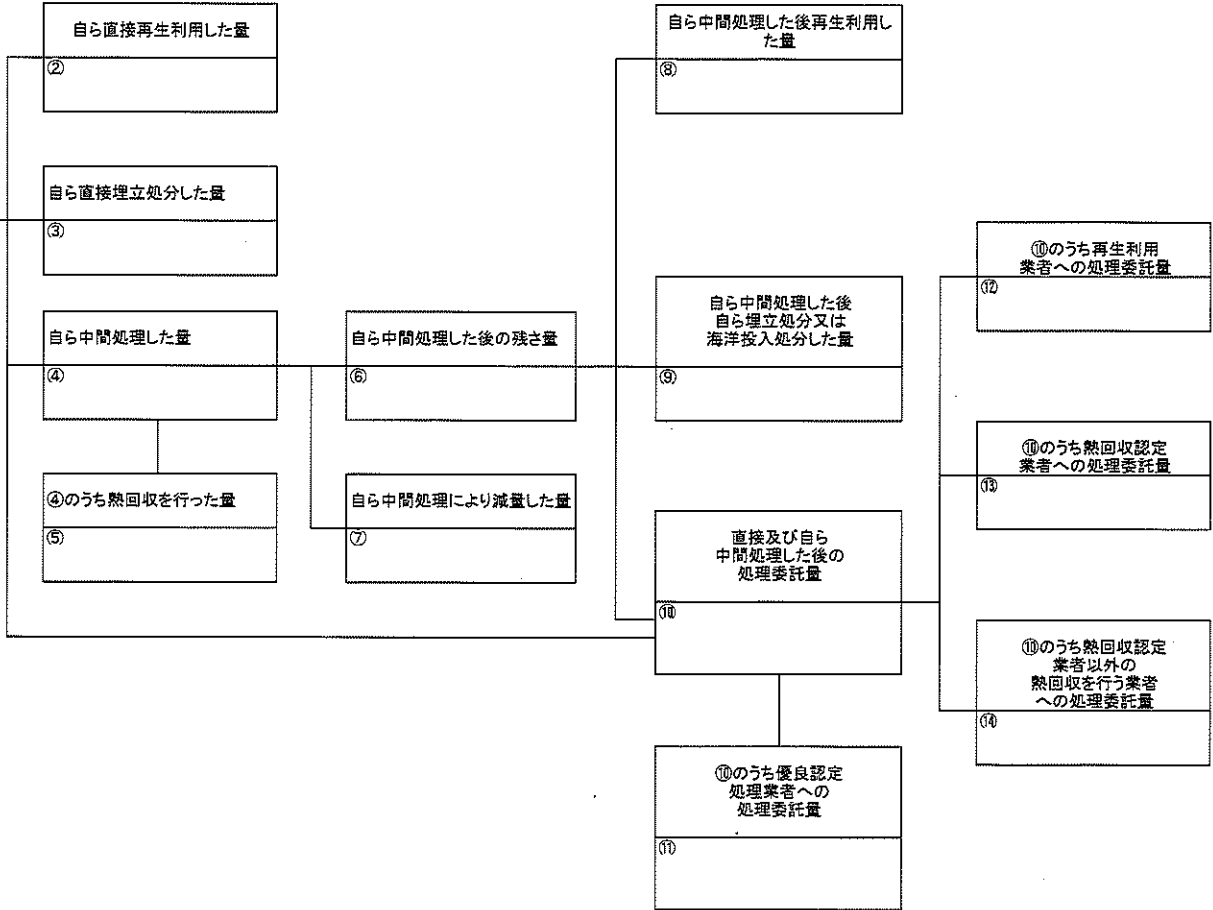 自ら直接再生利用した量
②
自ら直接埋立処分した量
③
自ら中間処理した量
④
④のうち熱回収を行った量
⑤
自ら中間処理した後の残さ量
⑥
自ら中間処理により減量した量
⑦
自ら中間処理した後再生利用し
た量
⑧
自ら中間処理した後
自ら埋立処分又は
海洋投入処分した量
⑨
直接及び自ら
中間処理した後の
処理委託量
⑩
⑩のうち優良認定
処理業者への
処理委託量
⑪
⑩のうち再生利用
業者への処理委託量
⑫
⑩のうち熱回収認定
業者への処理委託量
⑬
⑩のうち熱回収認定
業者以外の
熱回収を行う業者
への処理委託量
⑭